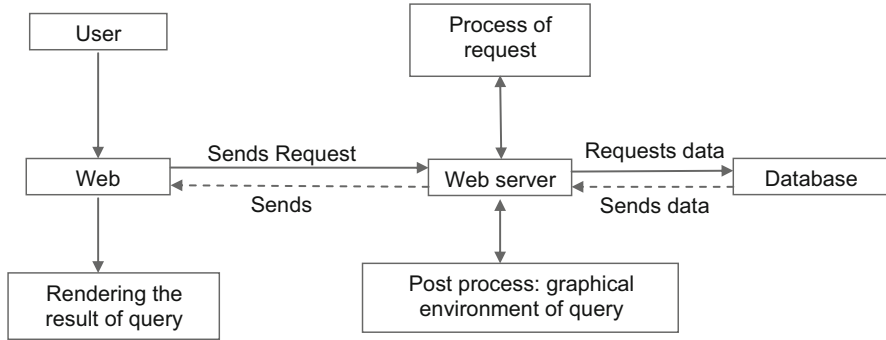 User
Process of
request
Sends Request
Requests data
Web
Web server
Database
Sends
Sends data
Rendering the
result of query
Post process: graphical
environment of query